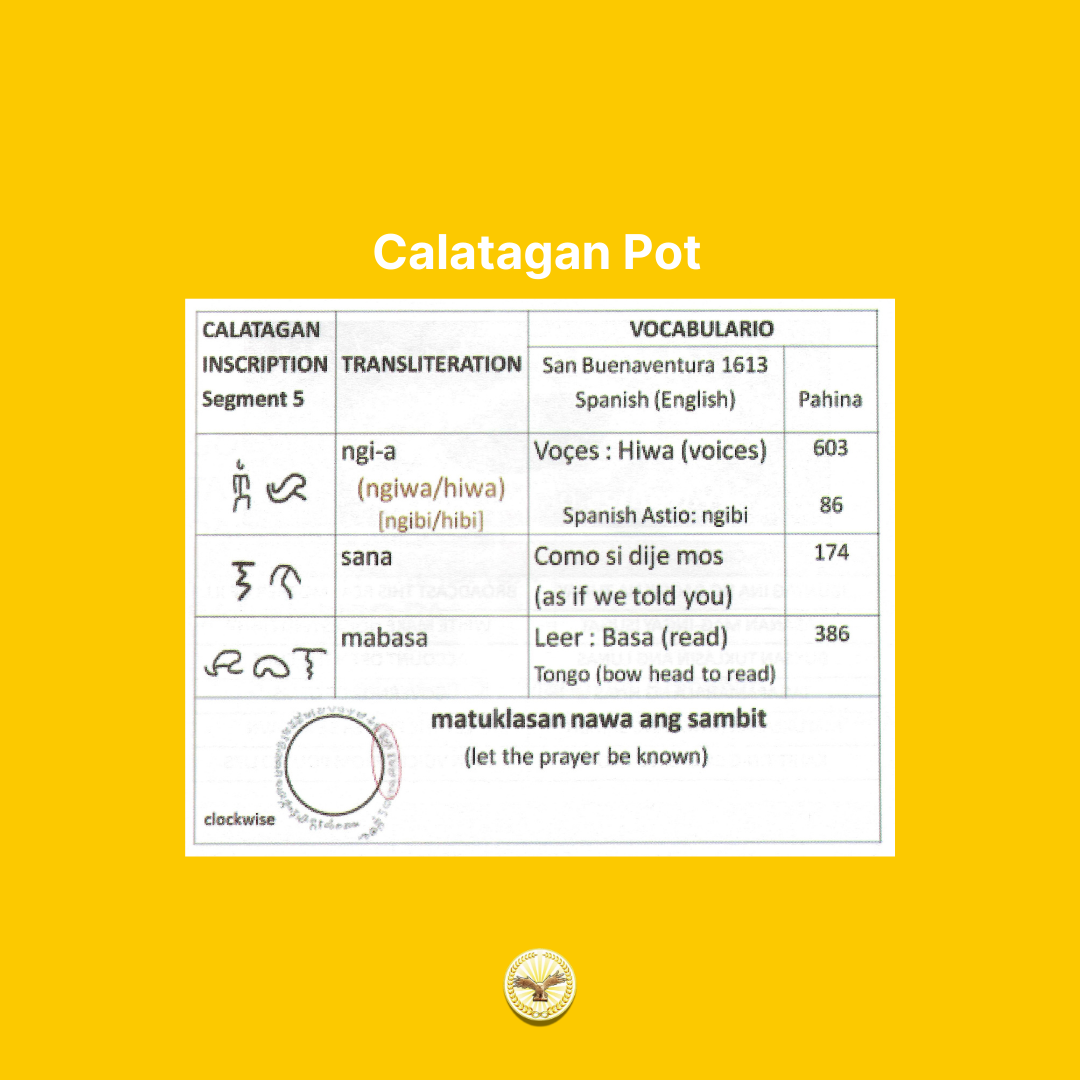 Calatagan Pot
CALATAGAN
INSCRIPTION
Segment 5
TRANSLITERATION
VOCABULARIO
San Buenaventura 1613
Spanish (English)
Pahina
ngi-a
(ngiwa/hiwa)
[ngibi/hibi]
Voçes : Hiwa (voices)
603
Spanish Astio: ngibi
86
sana
Como si dije mos
(as if we told you)
174
mabasa
Leer : Basa (read)
386
Tongo (bow head to read)
matuklasan nawa ang sambit
(let the prayer be known)
clockwise